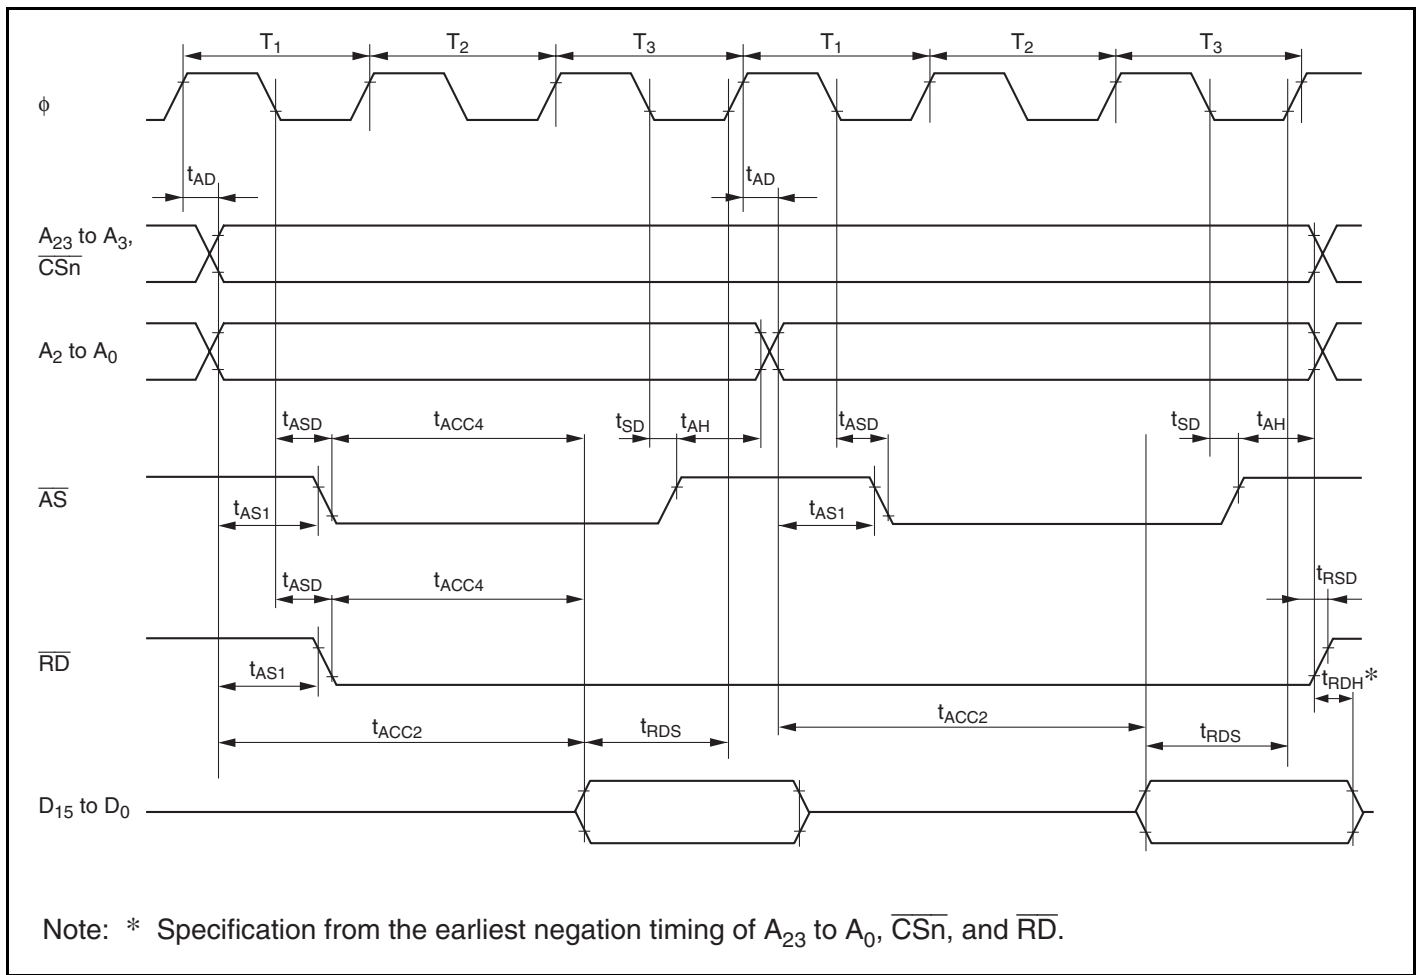 T1 T2 T3 T1 T2 T3
ϕ
tAD tAD
A23 to A3,
CSn
A2 to A0
tASD tACC4 tSD tAH tASD tSD tAH
AS
tAS1 tAS1
tASD tACC4 tRSD
RD
tAS1 tRDH*
tACC2 tRDS tACC2 tRDS
D15 to D0
Note: * Specification from the earliest negation timing of A23 to A0, CSn, and RD.